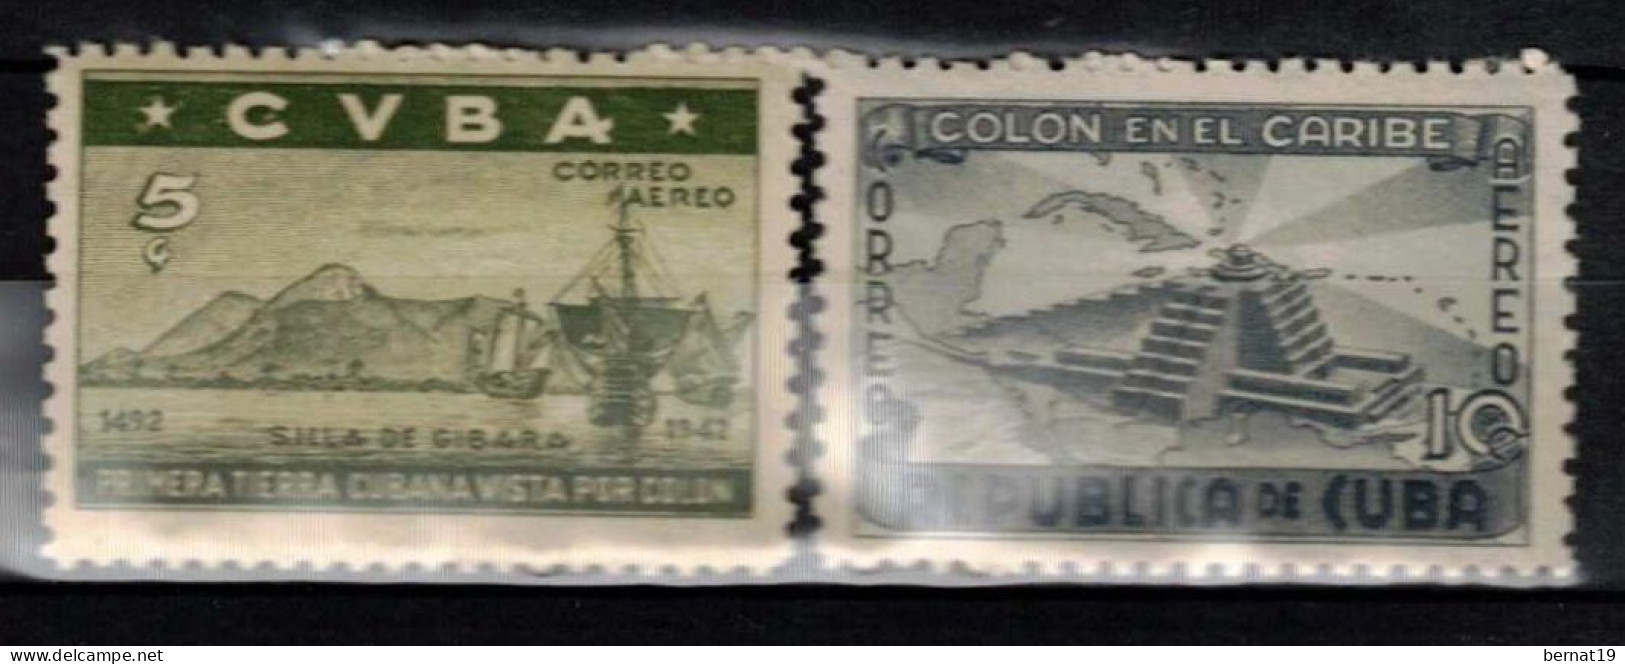 CVBA
CORREO
AEREO
5
¢
1492
1942
SILLA DE GIBARA
PRIMERA TIERRA CUBANA VISTA POR COLON
COLON EN EL CARIBE
CORREO
AEREO
10¢
REPUBLICA DE CUBA
delcampe.net
bernat19